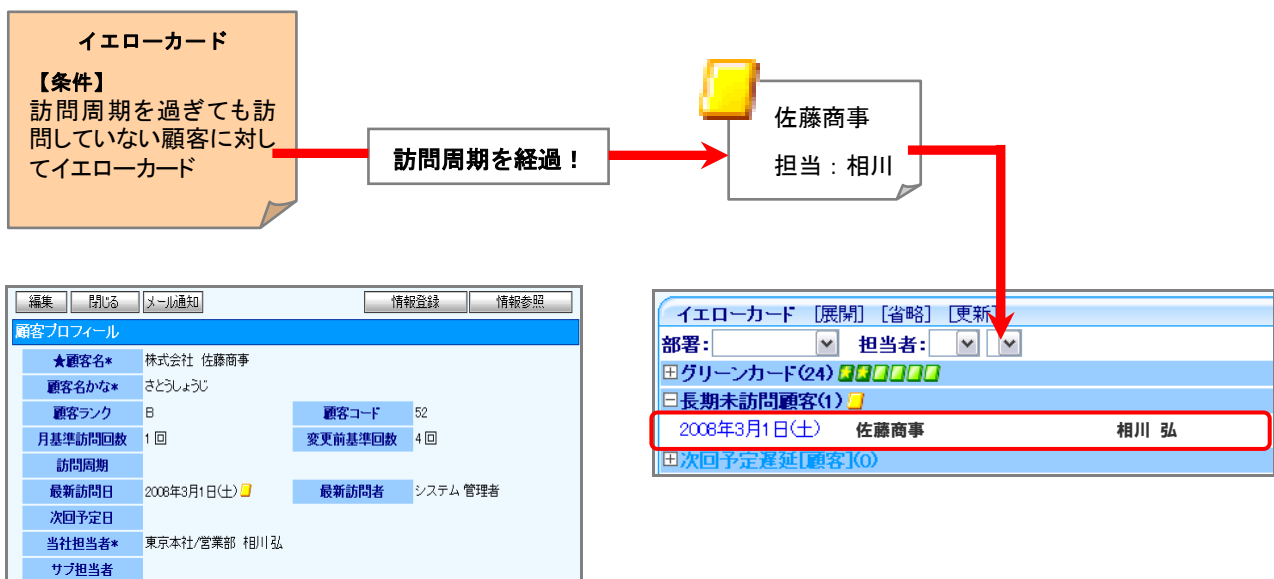 イエローカード
【条件】
訪問周期を過ぎても訪
問していない顧客に対し
てイエローカード
訪問周期を経過！
佐藤商事
担当：相川
編集 閉じる メール通知 情報登録 情報参照
顧客プロフィール
★顧客名* 株式会社 佐藤商事
顧客名かな* さとうしょうじ
顧客ランク B 顧客コード 52
月基準訪問回数 1 回 変更前基準回数 4 回
訪問周期
最新訪問日 2008年3月1日(土) 最新訪問者 システム 管理者
次回予定日
当社担当者* 東京本社/営業部 相川 弘
サブ担当者
イエローカード [展開] [省略] [更新]
部署: 担当者:
グリーンカード(24)
長期未訪問顧客(1)
2008年3月1日(土) 佐藤商事 相川 弘
次回予定遅延[顧客](0)